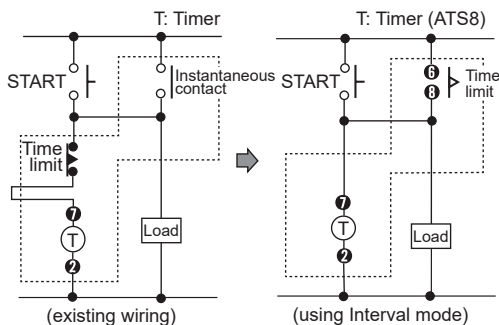 T: Timer
START
Instantaneous
contact
Time
limit
7
T
2
Load
(existing wiring)
T: Timer (ATS8)
START
6
8
Time
limit
7
T
2
Load
(using Interval mode)